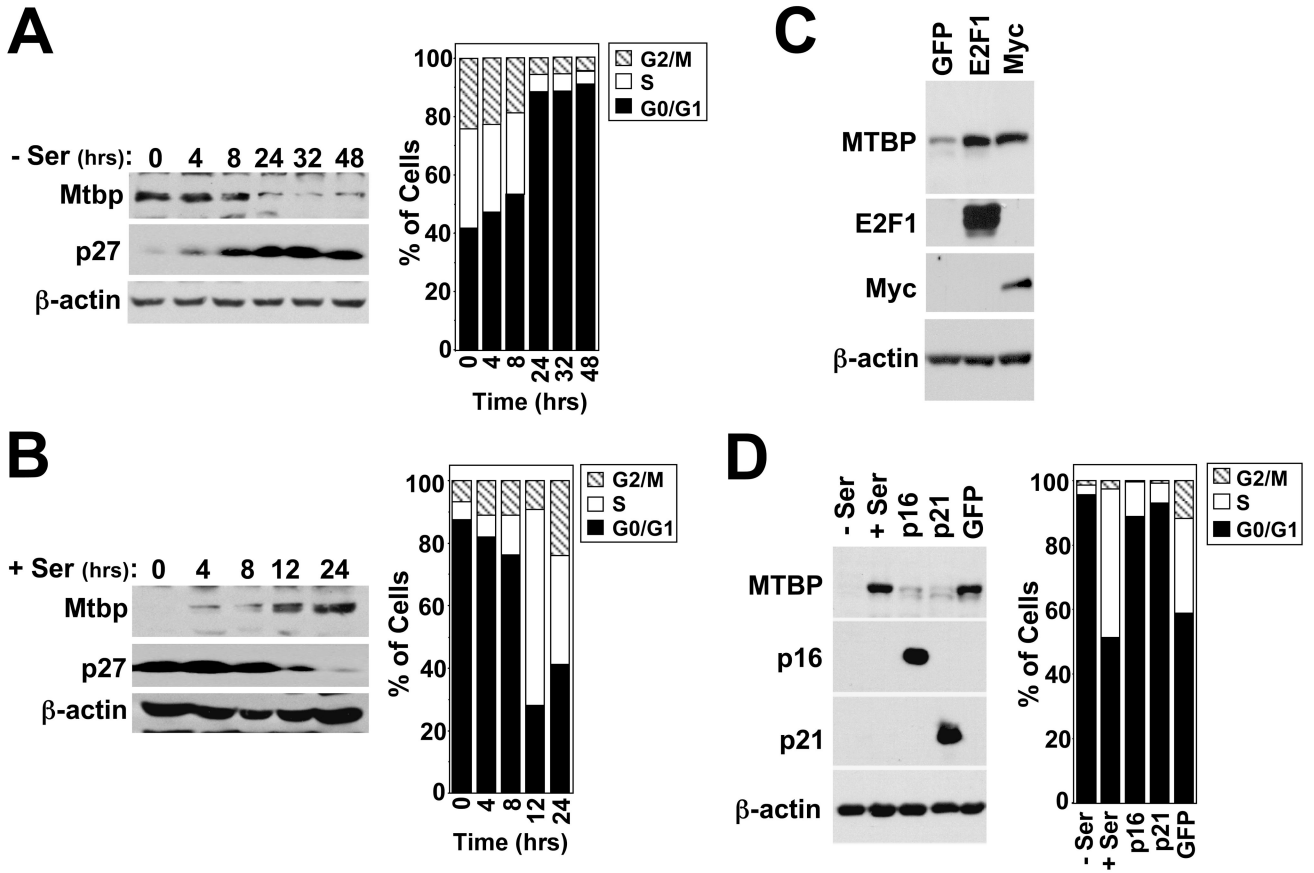 A
- Ser (hrs): 0 4 8 24 32 48
Mtbp
p27
β-actin
% of Cells
100
80
60
40
20
0
0 4 8 24 32 48
Time (hrs)
G2/M
S
G0/G1
B
+ Ser (hrs): 0 4 8 12 24
Mtbp
p27
β-actin
% of Cells
100
80
60
40
20
0
0 4 8 12 24
Time (hrs)
G2/M
S
G0/G1
C
GFP E2F1 Myc
MTBP
E2F1
Myc
β-actin
D
- Ser + Ser p16 p21 GFP
MTBP
p16
p21
β-actin
% of Cells
100
80
60
40
20
0
- Ser + Ser p16 p21 GFP
G2/M
S
G0/G1